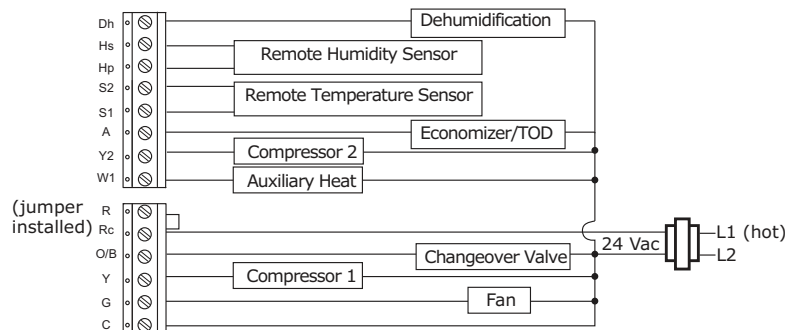 Dh
Dehumidification
Hs
Remote Humidity Sensor
Hp
S2
Remote Temperature Sensor
S1
A
Economizer/TOD
Y2
Compressor 2
W1
Auxiliary Heat
(jumper
installed)
R
Rc
L1 (hot)
24 Vac
O/B
Changeover Valve
L2
Y
Compressor 1
G
Fan
C